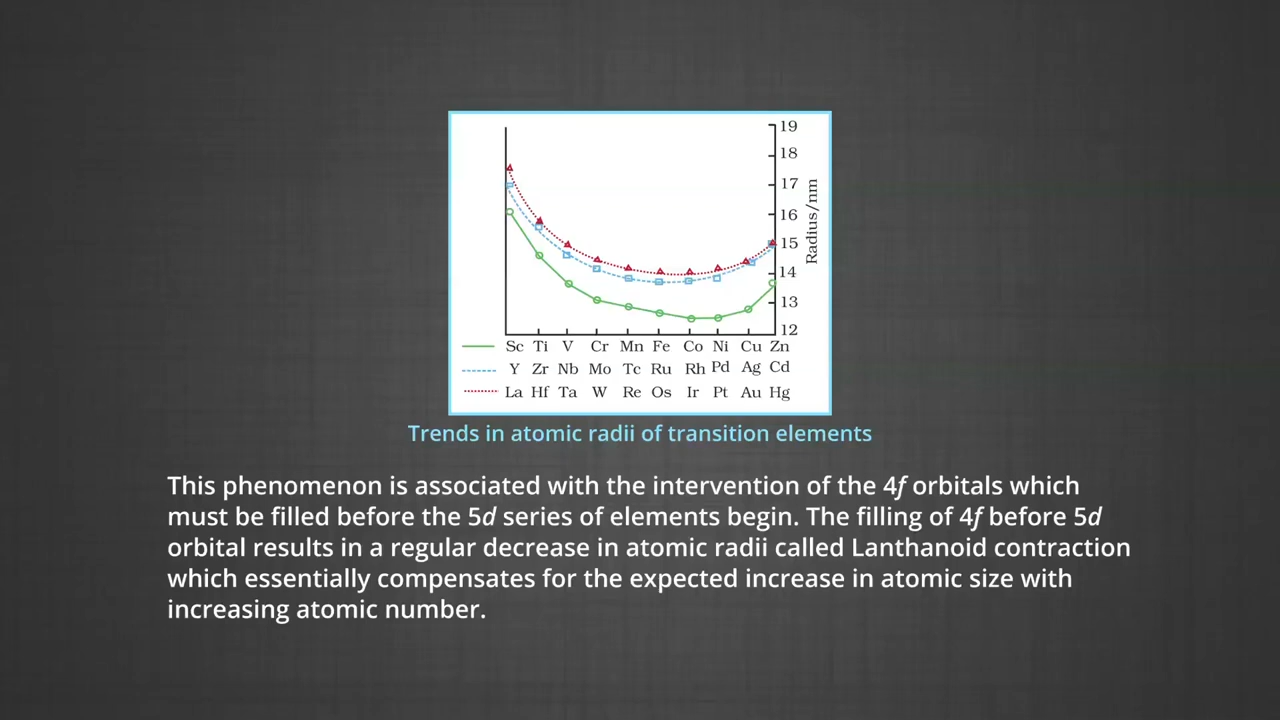 19
18
17
16
15
14
13
12
Radius/nm
Sc Ti V Cr Mn Fe Co Ni Cu Zn
Y Zr Nb Mo Tc Ru Rh Pd Ag Cd
La Hf Ta W Re Os Ir Pt Au Hg
Trends in atomic radii of transition elements
This phenomenon is associated with the intervention of the 4f orbitals which
must be filled before the 5d series of elements begin. The filling of 4f before 5d
orbital results in a regular decrease in atomic radii called Lanthanoid contraction
which essentially compensates for the expected increase in atomic size with
increasing atomic number.